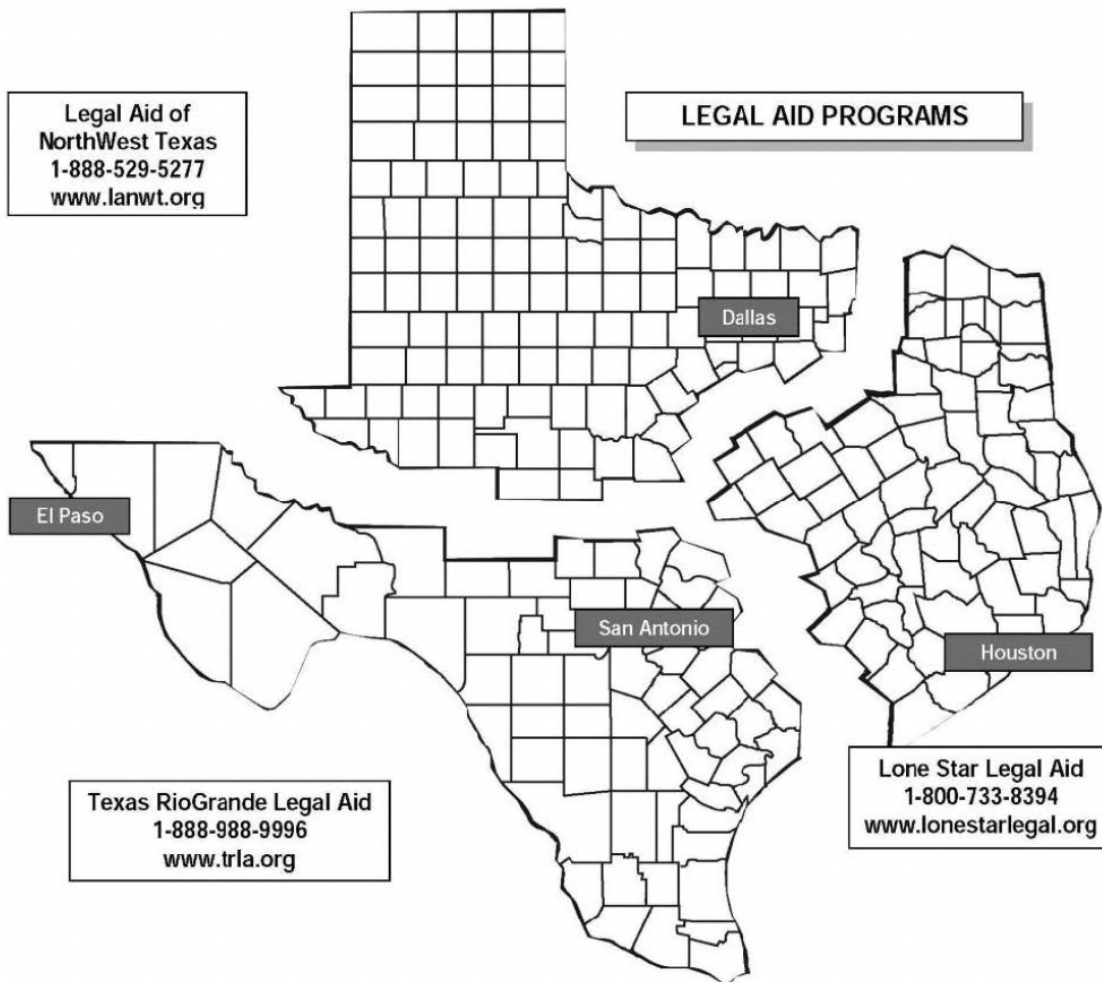 Legal Aid of
NorthWest Texas
1-888-529-5277
www.lanwt.org
LEGAL AID PROGRAMS
Dallas
El Paso
San Antonio
Houston
Texas RioGrande Legal Aid
1-888-988-9996
www.trla.org
Lone Star Legal Aid
1-800-733-8394
www.lonestarlegal.org